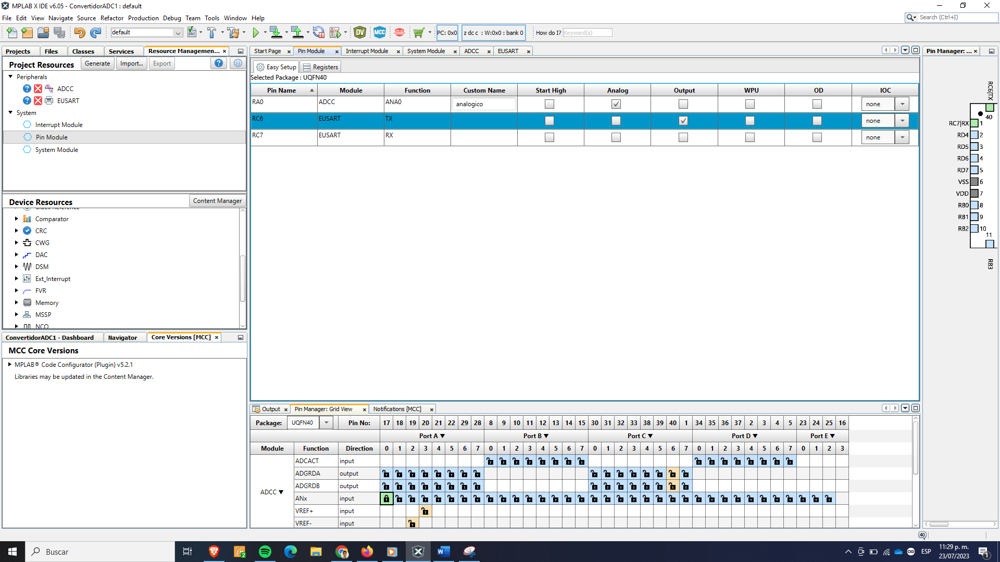 MPLAB X IDE v6.05 - ConvertidorADC1 : default
File Edit View Navigate Source Refactor Production Debug Team Tools Window Help
Search (Ctrl+I)
default
PC: 0x0
z dc c : W:0x0 : bank 0
How do I? Keyword(s)
Projects Files Classes Services Resource Managemen...
Project Resources Generate Import... Export
Peripherals
ADCC
EUSART
System
Interrupt Module
Pin Module
System Module
Device Resources Content Manager
Clock Reference
Comparator
CRC
CWG
DAC
DSM
Ext_Interrupt
FVR
Memory
MSSP
NCO
ConvertidorADC1 - Dashboard Navigator Core Versions [MCC]
MCC Core Versions
MPLAB® Code Configurator (Plugin) v5.2.1
Libraries may be updated in the Content Manager.
Start Page Pin Module Interrupt Module System Module ADCC EUSART
Easy Setup Registers
Selected Package : UQFN40
Pin Name Module Function Custom Name Start High Analog Output WPU OD IOC
RA0 ADCC ANA0 analogico none
RC6 EUSART TX none
RC7 EUSART RX none
Output Pin Manager: Grid View Notifications [MCC]
Package: UQFN40 Pin No: 17 18 19 20 21 22 29 28 8 9 10 11 12 13 14 15 30 31 32 33 38 39 40 1 34 35 36 37 2 3 4 5 23 24 25 16
Port A ▼ Port B ▼ Port C ▼ Port D ▼ Port E ▼
Module Function Direction 0 1 2 3 4 5 6 7 0 1 2 3 4 5 6 7 0 1 2 3 4 5 6 7 0 1 2 3 4 5 6 7 0 1 2 3
ADCC ▼
ADCACT input
ADGRDA output
ADGRDB output
ANx input
VREF+ input
VREF- input
Pin Manager: ...
RC6|TX
40
RC7|RX 1
RD4 2
RD5 3
RD6 4
RD7 5
VSS 6
VDD 7
RB0 8
RB1 9
RB2 10
11
RB3
40
Buscar
ESP
11:29 p. m.
23/07/2023
1